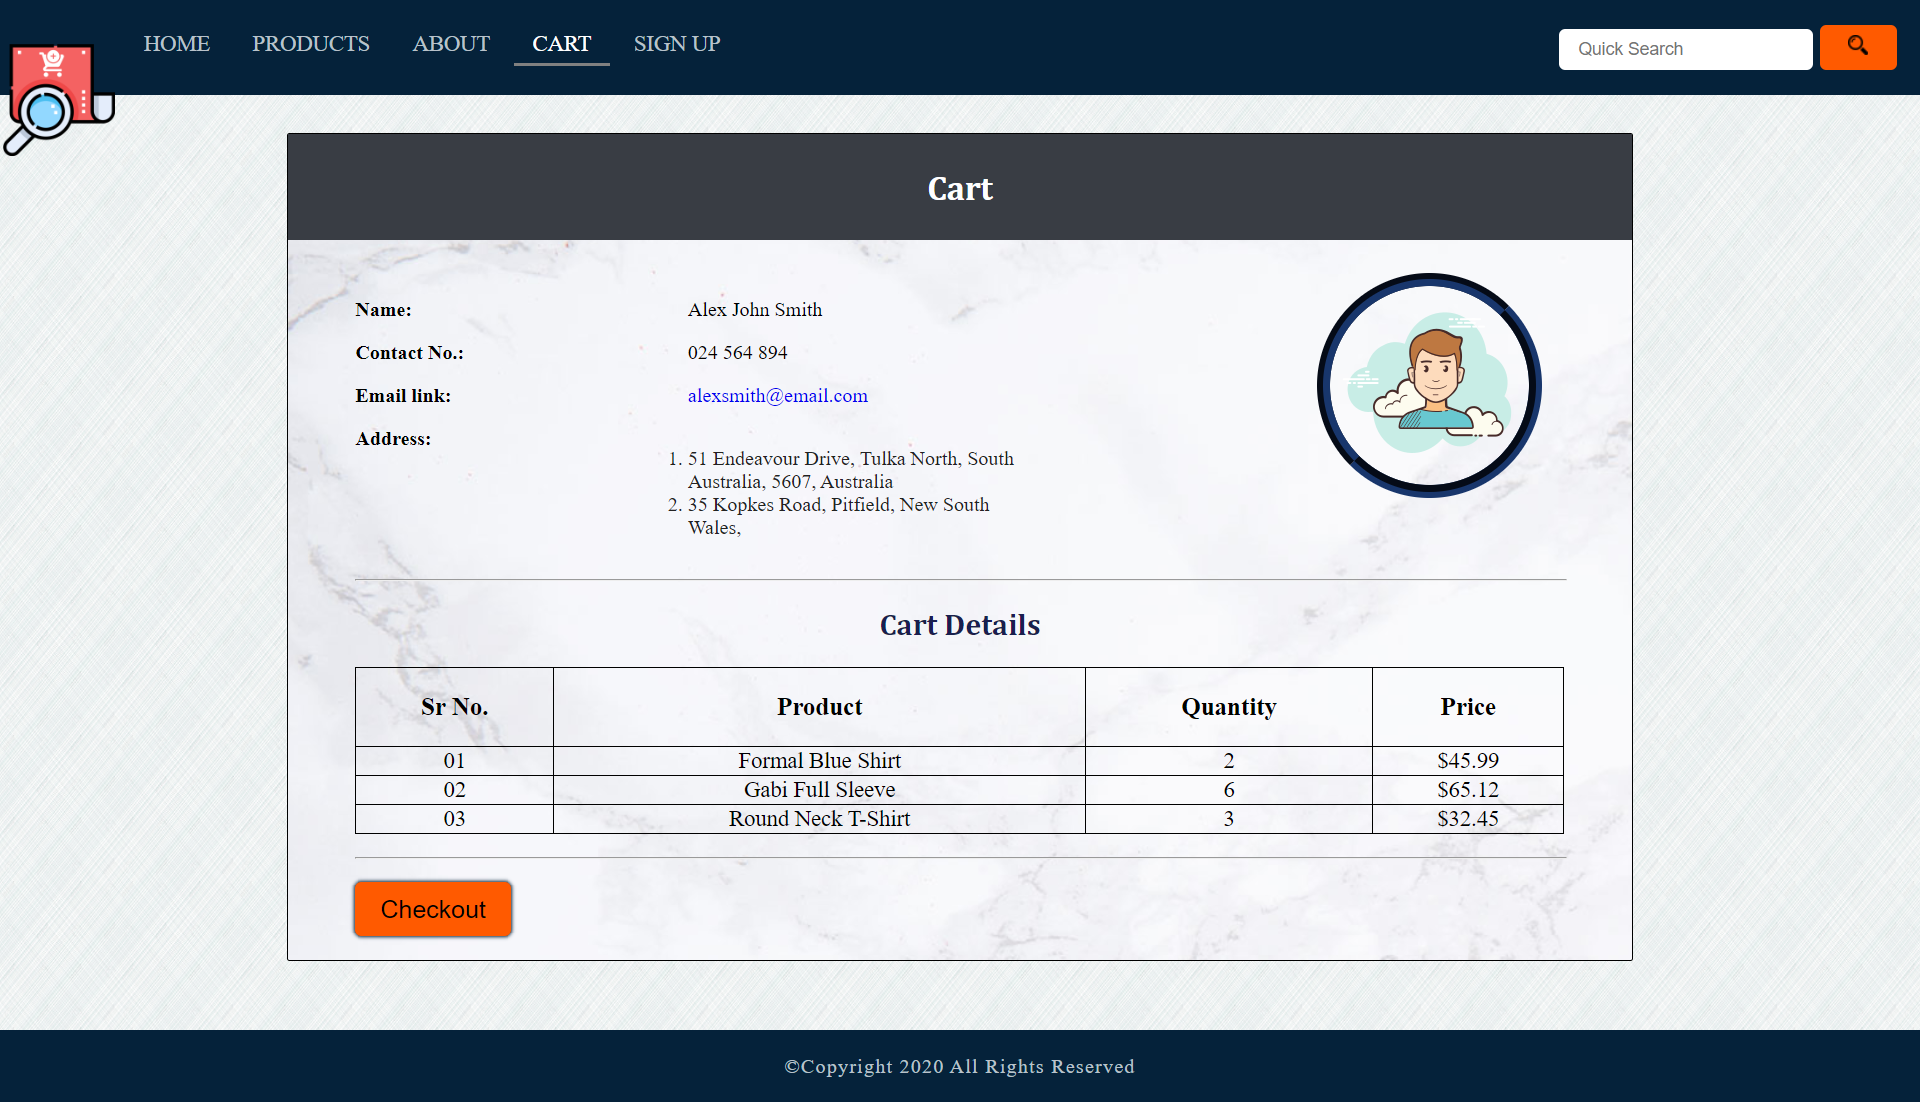 HOME PRODUCTS ABOUT CART SIGN UP Quick Search
Cart
Name: Alex John Smith
Contact No.: 024 564 894
Email link: alexsmith@email.com
Address:
1. 51 Endeavour Drive, Tulka North, South
Australia, 5607, Australia
2. 35 Kopkes Road, Pitfield, New South
Wales,
Cart Details
Sr No. Product Quantity Price
01 Formal Blue Shirt 2 $45.99
02 Gabi Full Sleeve 6 $65.12
03 Round Neck T-Shirt 3 $32.45
Checkout
©Copyright 2020 All Rights Reserved